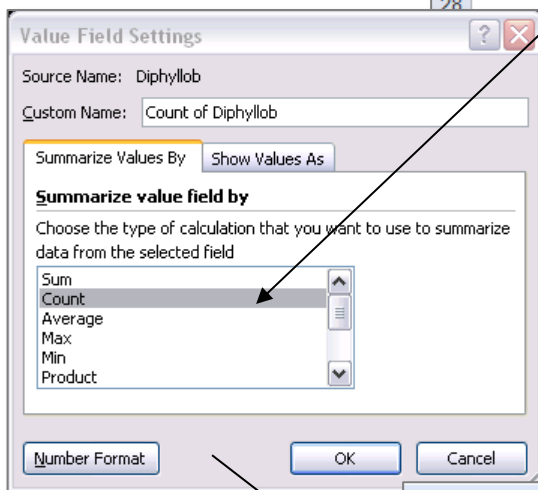 28
Value Field Settings
?
Source Name: Diphyllob
Custom Name: Count of Diphyllob
Summarize Values By Show Values As
Summarize value field by
Choose the type of calculation that you want to use to summarize
data from the selected field
Sum
Count
Average
Max
Min
Product
Number Format OK Cancel